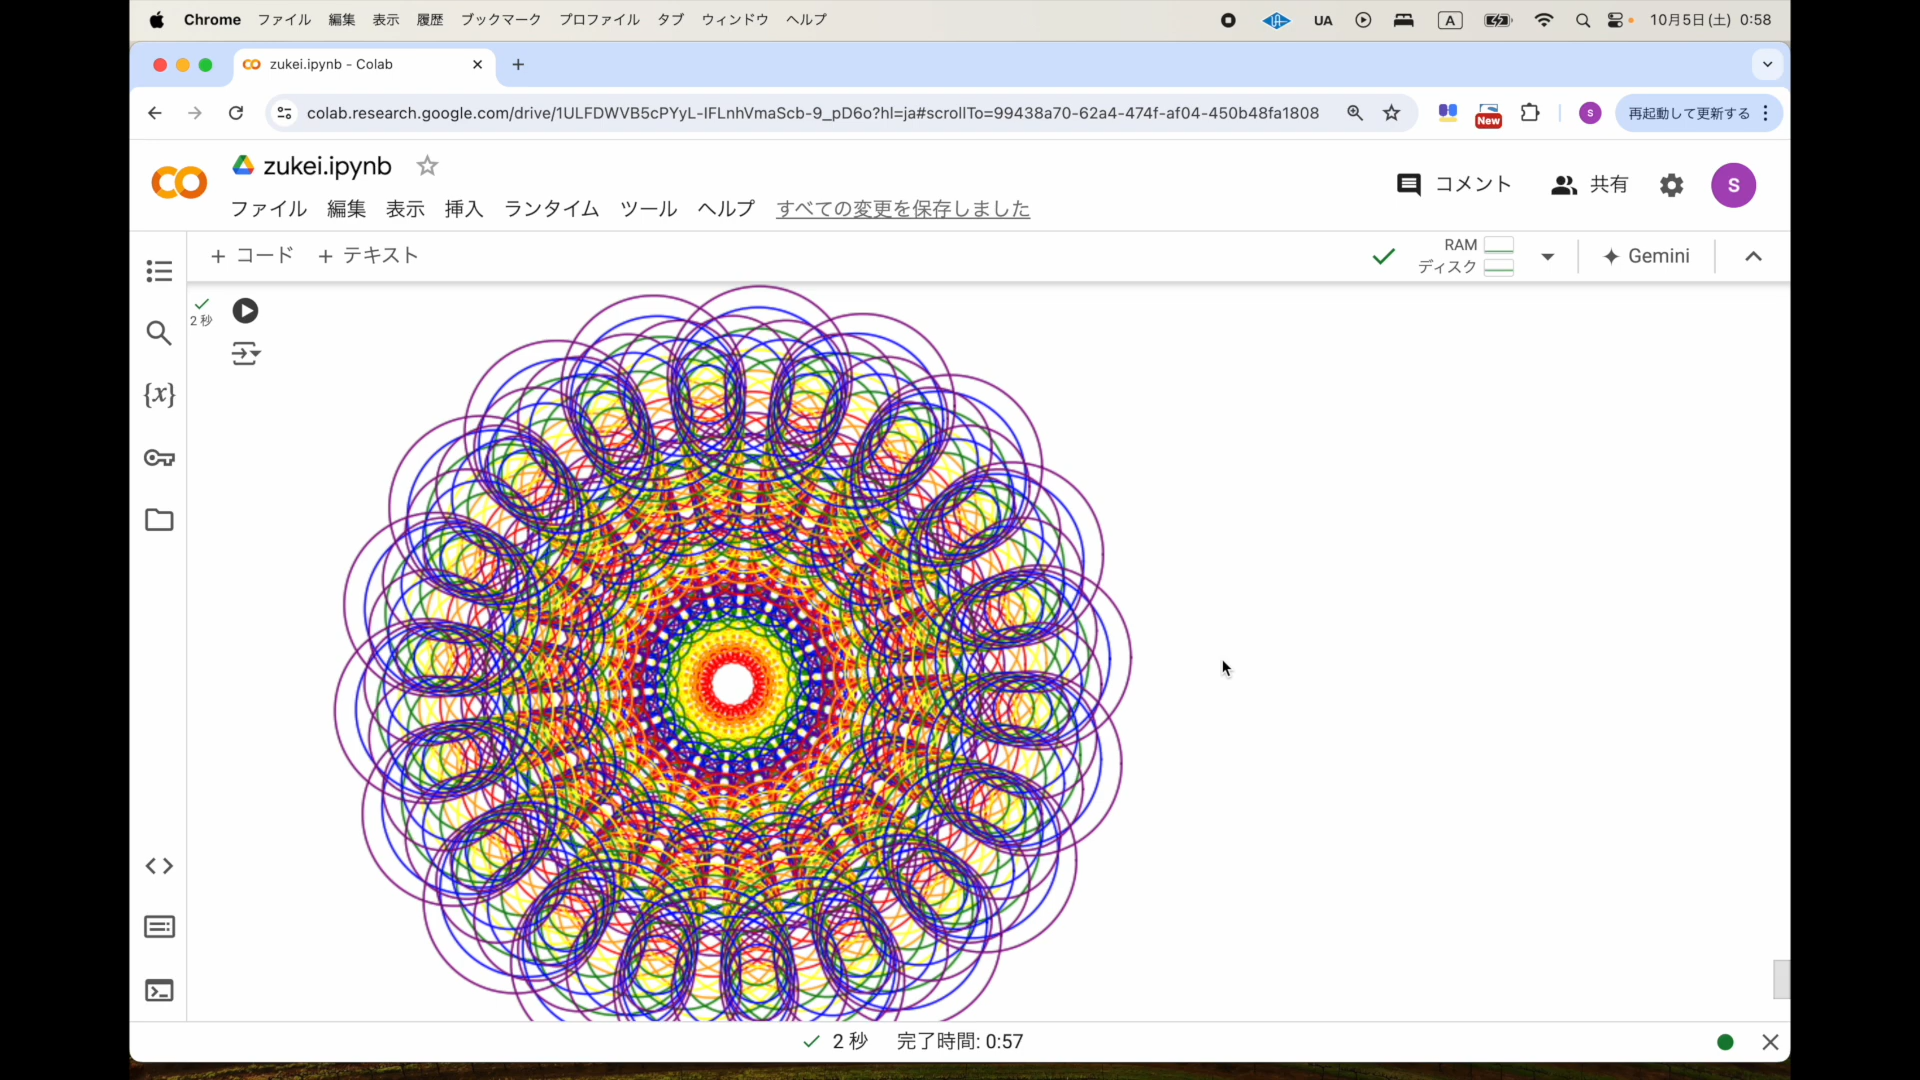 Chrome ファイル 編集 表示 履歴 ブックマーク プロファイル タブ ウィンドウ ヘルプ UA A 10月5日(土) 0:58
zukei.ipynb - Colab
colab.research.google.com/drive/1ULFDWVB5cPYyL-IFLnhVmaScb-9_pD6o?hl=ja#scrollTo=99438a70-62a4-474f-af04-450b48fa1808 New s 再起動して更新する
zukei.ipynb
コメント 共有 S
ファイル 編集 表示 挿入 ランタイム ツール ヘルプ すべての変更を保存しました
+ コード + テキスト RAM ディスク Gemini
2 秒
{x}
2 秒 完了時間: 0:57